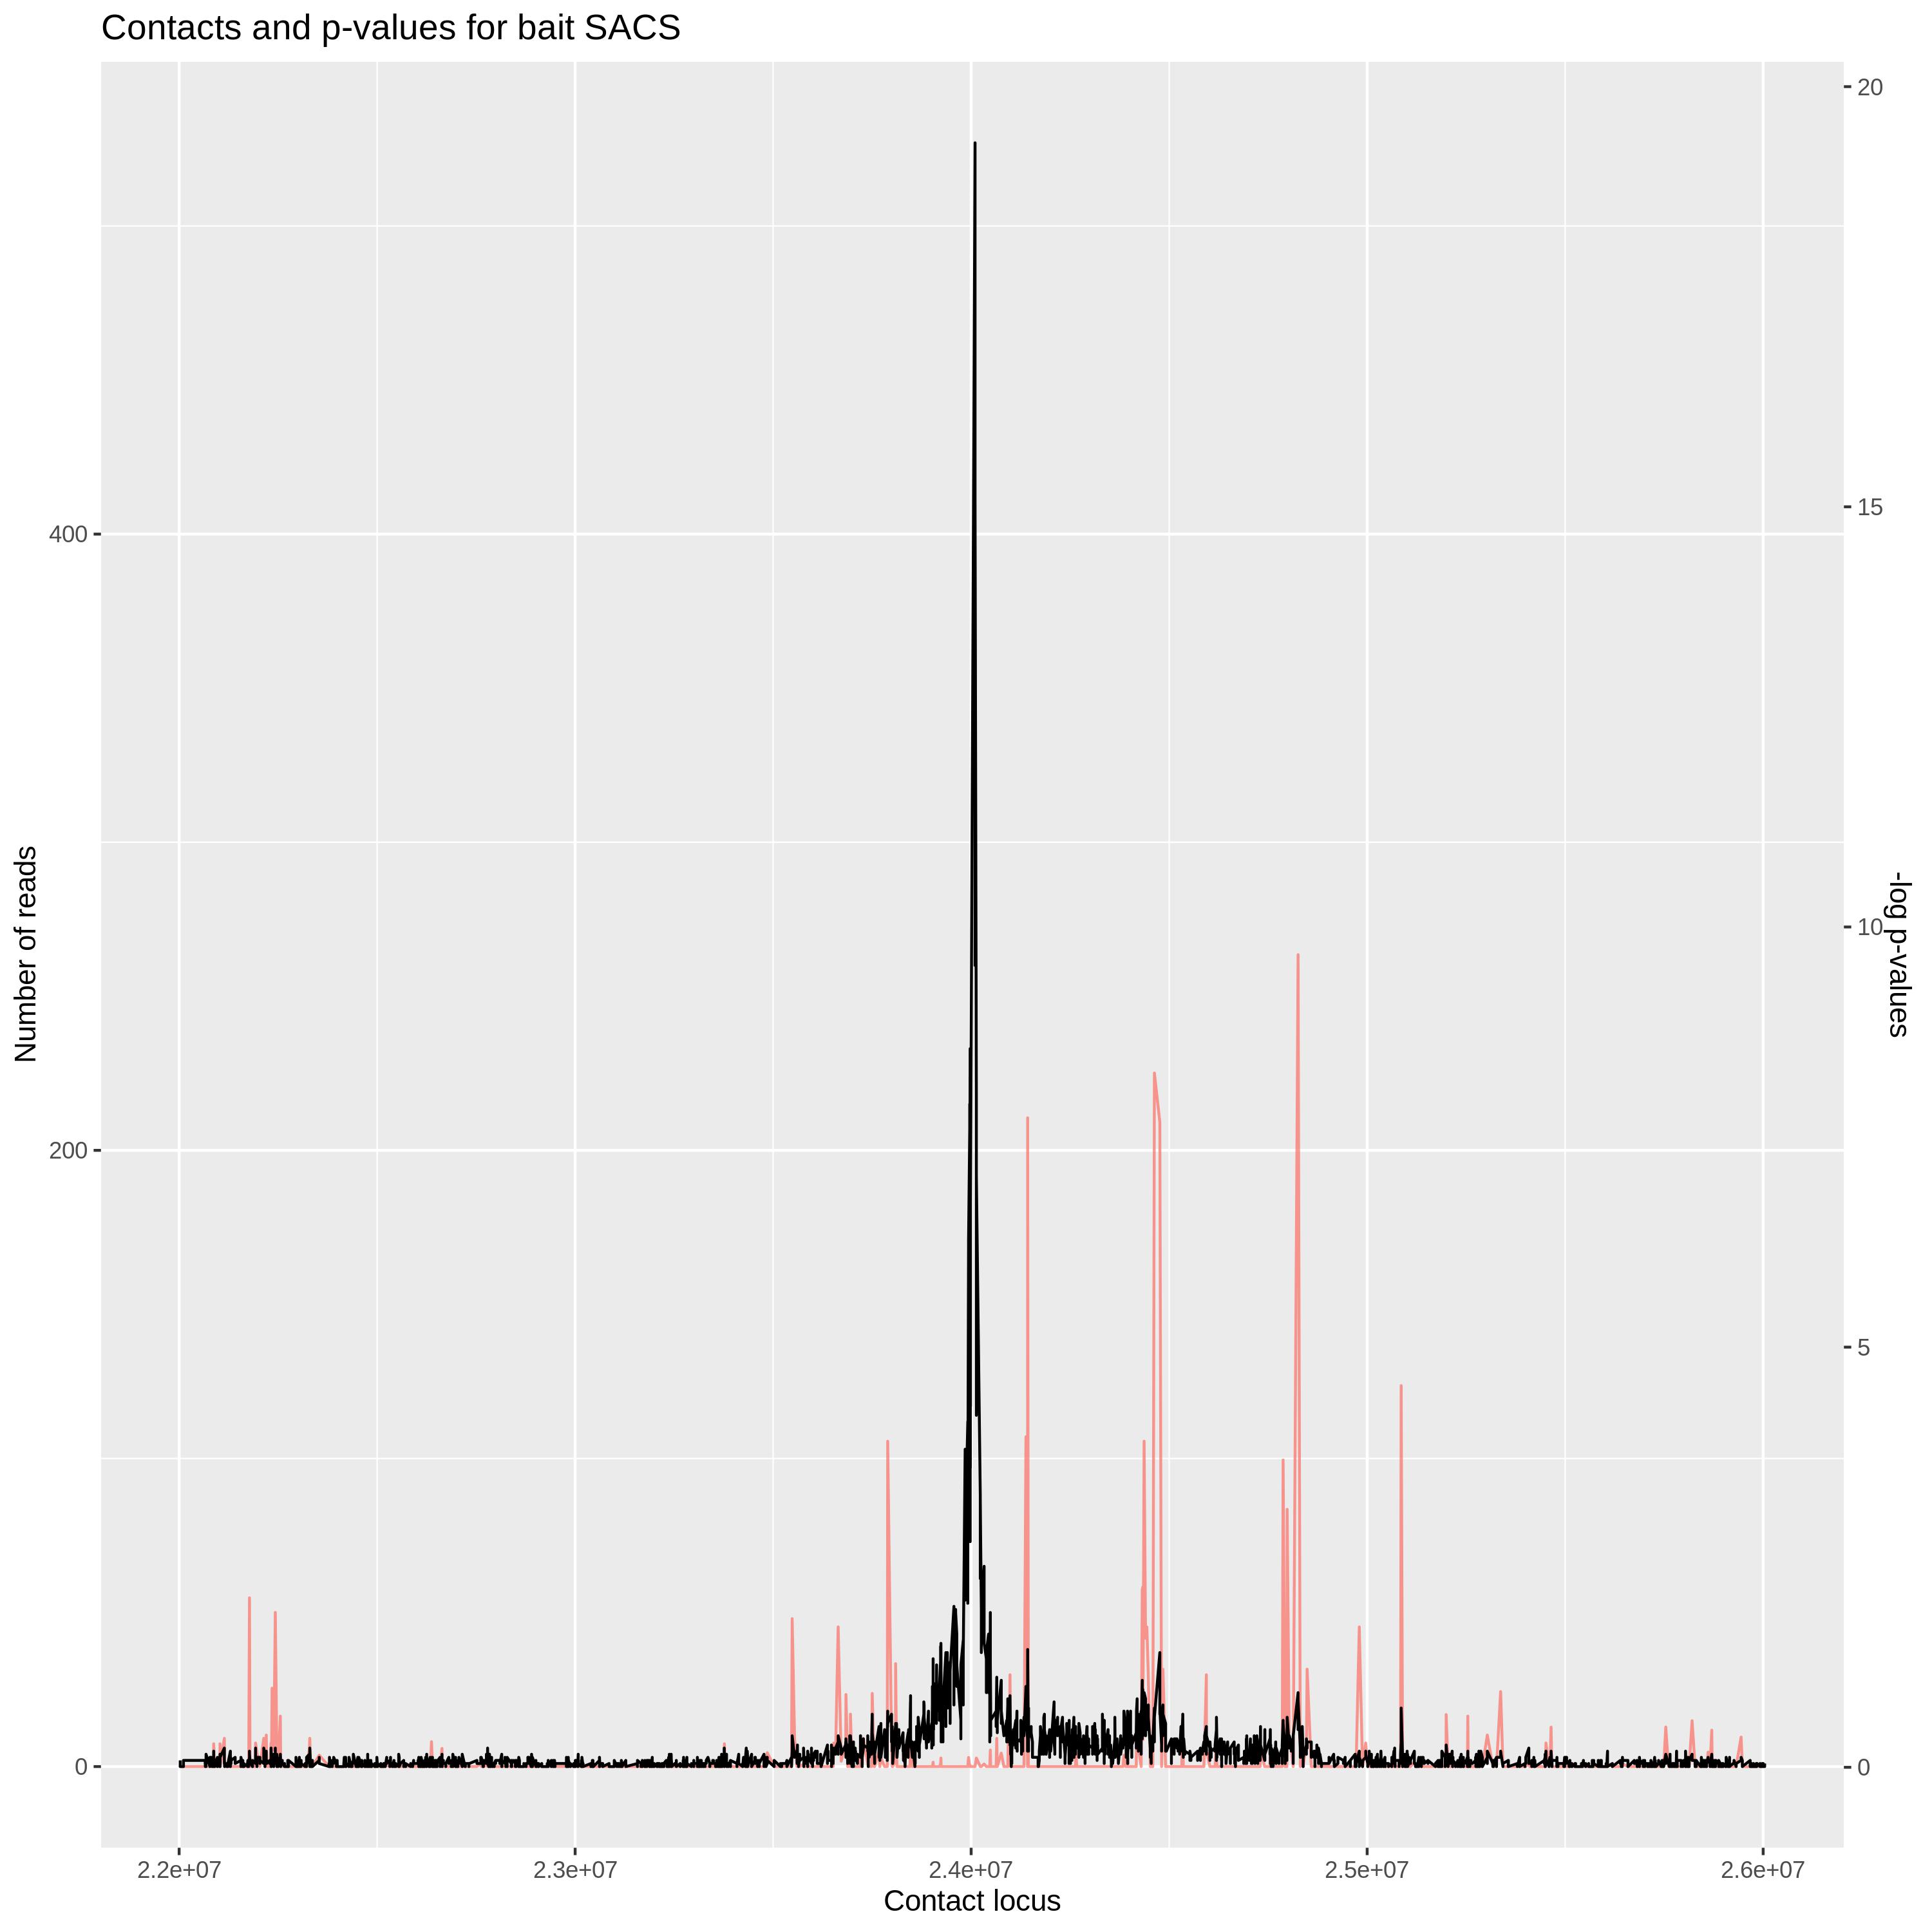 Contacts and p-values for bait SACS
Number of reads
400
200
0
20
15
10
5
0
-log p-values
2.2e+07 2.3e+07 2.4e+07 2.5e+07 2.6e+07
Contact locus